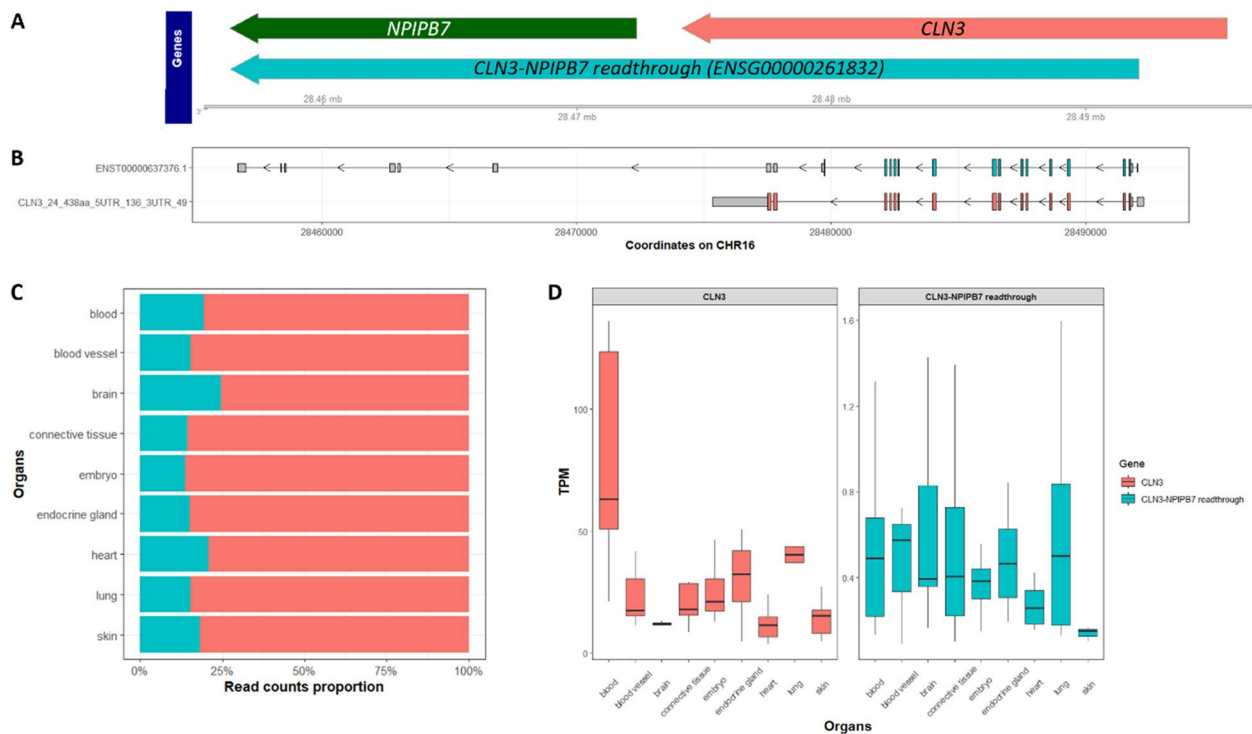 A
Genes
NPIPB7
CLN3
CLN3-NPIPB7 readthrough (ENSG00000261832)
28.46 mb
28.48 mb
3'
28.47 mb
28.49 mb
B
ENST00000637376.1
CLN3_24_438aa_5UTR_136_3UTR_49
28460000
28470000
28480000
28490000
Coordinates on CHR16
C
Organs
blood
blood vessel
brain
connective tissue
embryo
endocrine gland
heart
lung
skin
0%
25%
50%
75%
100%
Read counts proportion
D
CLN3
CLN3-NPIPB7 readthrough
TPM
100
50
0
1.6
1.2
0.8
0.4
blood
blood vessel
brain
connective tissue
embryo
endocrine gland
heart
lung
skin
blood
blood vessel
brain
connective tissue
embryo
endocrine gland
heart
lung
skin
Organs
Gene
CLN3
CLN3-NPIPB7 readthrough